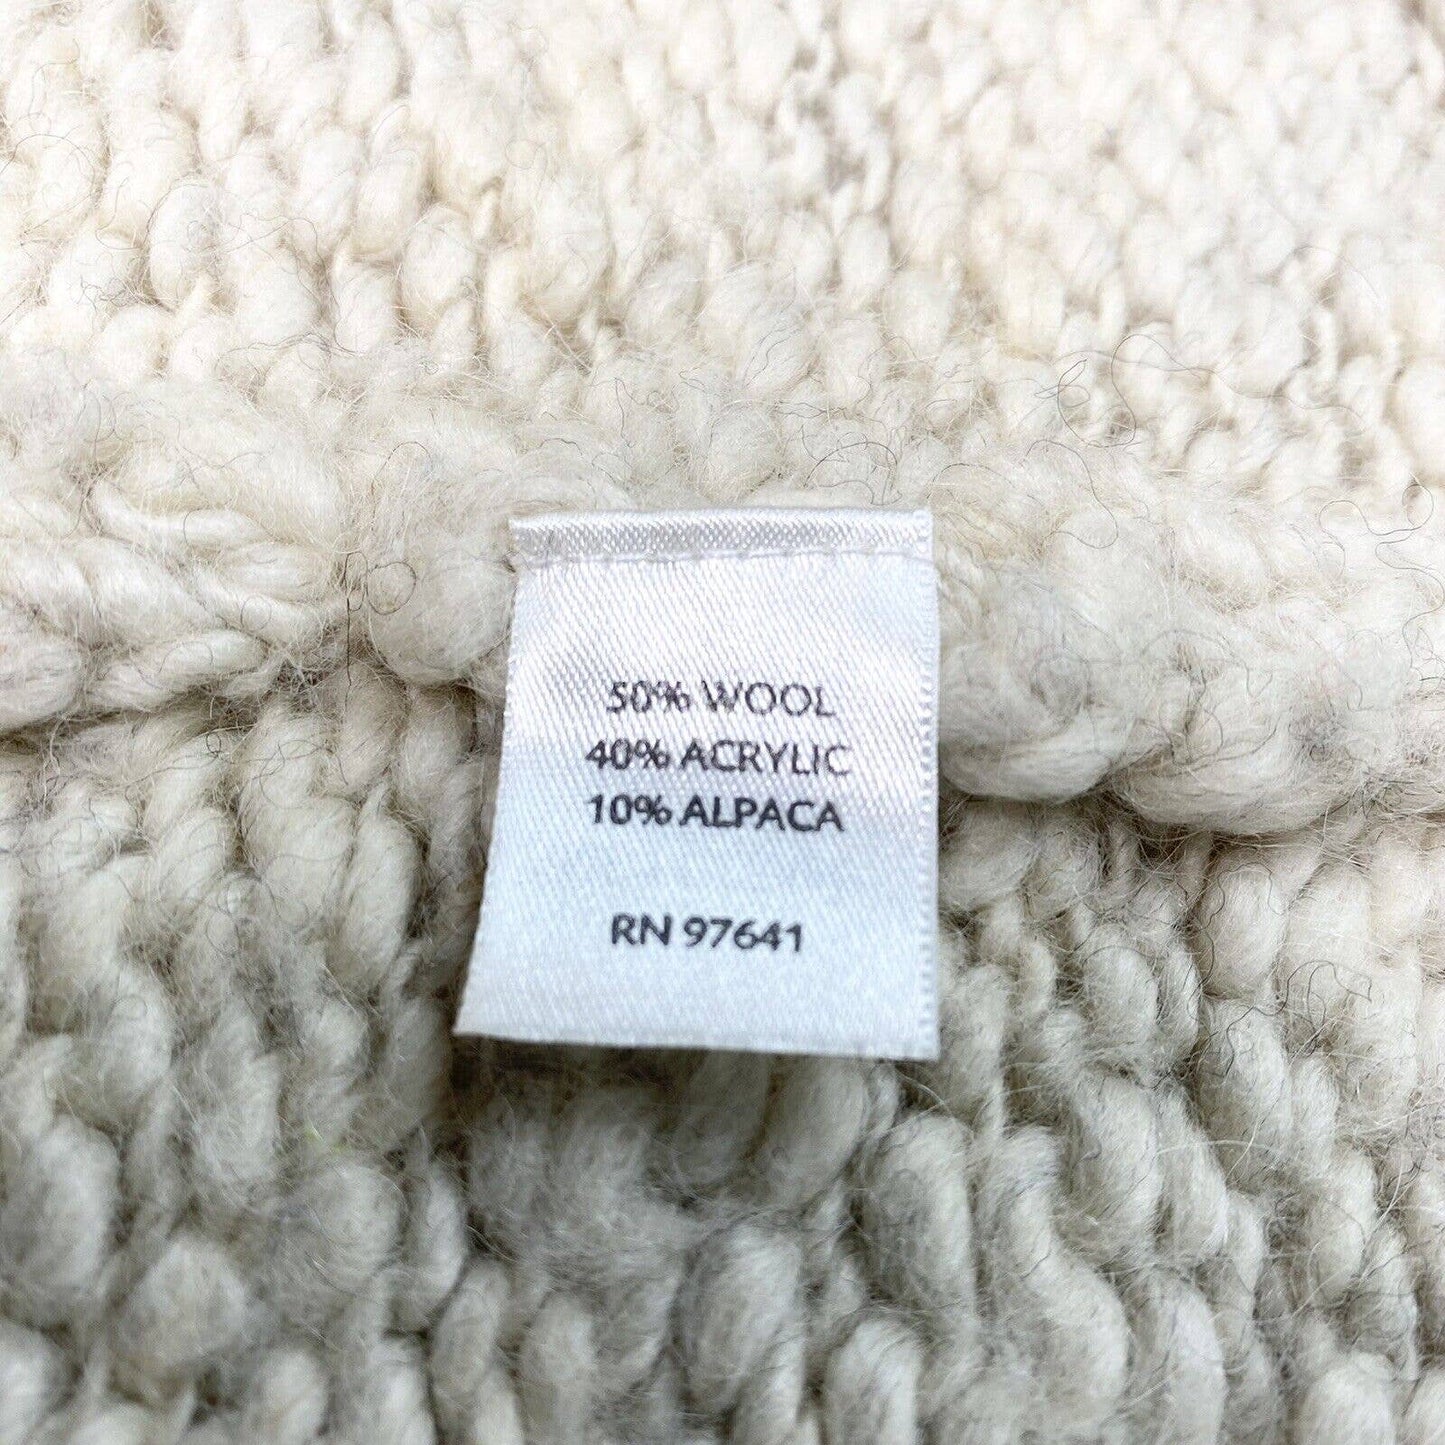 50% WOOL
40% ACRYLIC
10% ALPACA
RN 97641